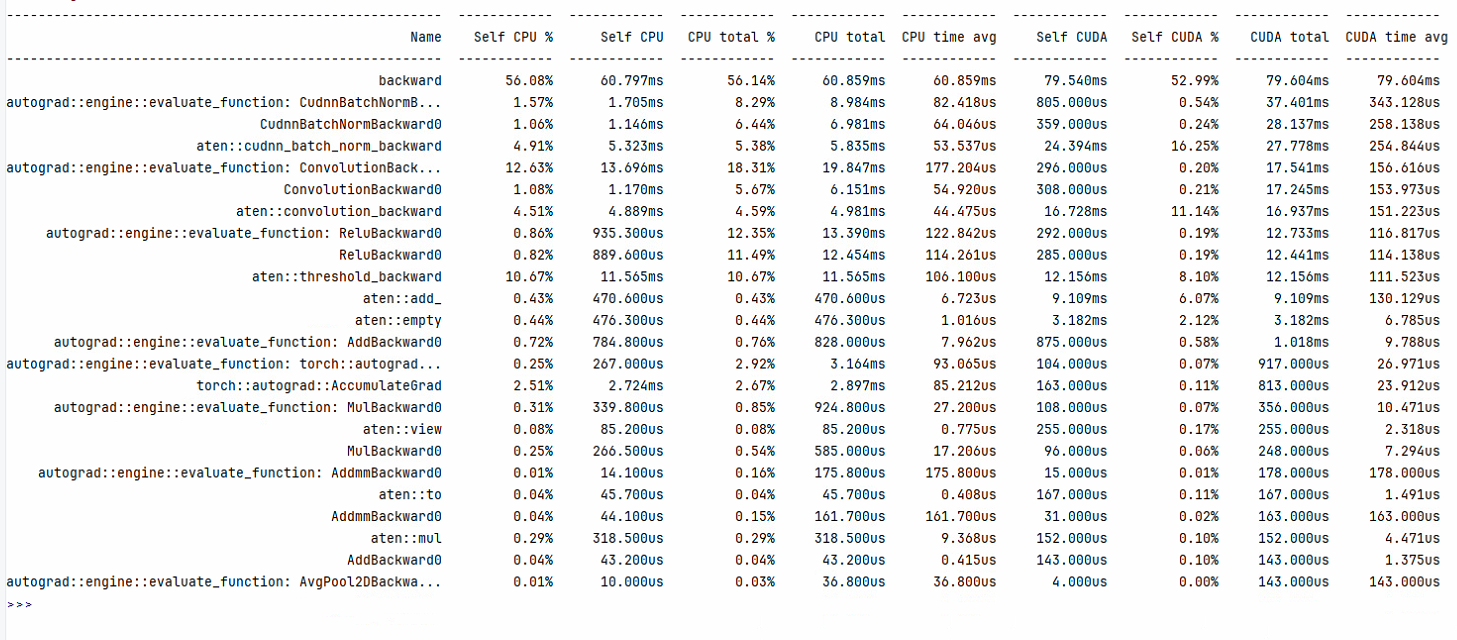 ---------------------------------------------------  ------------  ------------  ------------  ------------  ------------  ------------  ------------  ------------  ------------
Name  Self CPU %  Self CPU  CPU total %  CPU total  CPU time avg  Self CUDA  Self CUDA %  CUDA total  CUDA time avg
---------------------------------------------------  ------------  ------------  ------------  ------------  ------------  ------------  ------------  ------------  ------------
backward  56.08%  60.797ms  56.14%  60.859ms  60.859ms  79.540ms  52.99%  79.604ms  79.604ms
autograd::engine::evaluate_function: CudnnBatchNormB...  1.57%  1.705ms  8.29%  8.984ms  82.418us  805.000us  0.54%  37.401ms  343.128us
CudnnBatchNormBackward0  1.06%  1.146ms  6.44%  6.981ms  64.046us  359.000us  0.24%  28.137ms  258.138us
aten::cudnn_batch_norm_backward  4.91%  5.323ms  5.38%  5.835ms  53.537us  24.394ms  16.25%  27.778ms  254.844us
autograd::engine::evaluate_function: ConvolutionBack...  12.63%  13.696ms  18.31%  19.847ms  177.204us  296.000us  0.20%  17.541ms  156.616us
ConvolutionBackward0  1.08%  1.170ms  5.67%  6.151ms  54.920us  308.000us  0.21%  17.245ms  153.973us
aten::convolution_backward  4.51%  4.889ms  4.59%  4.981ms  44.475us  16.728ms  11.14%  16.937ms  151.223us
autograd::engine::evaluate_function: ReluBackward0  0.86%  935.300us  12.35%  13.390ms  122.842us  292.000us  0.19%  12.733ms  116.817us
ReluBackward0  0.82%  889.600us  11.49%  12.454ms  114.261us  285.000us  0.19%  12.441ms  114.138us
aten::threshold_backward  10.67%  11.565ms  10.67%  11.565ms  106.100us  12.156ms  8.10%  12.156ms  111.523us
aten::add_  0.43%  470.600us  0.43%  470.600us  6.723us  9.109ms  6.07%  9.109ms  130.129us
aten::empty  0.44%  476.300us  0.44%  476.300us  1.016us  3.182ms  2.12%  3.182ms  6.785us
autograd::engine::evaluate_function: AddBackward0  0.72%  784.800us  0.76%  828.000us  7.962us  875.000us  0.58%  1.018ms  9.788us
autograd::engine::evaluate_function: torch::autograd...  0.25%  267.000us  2.92%  3.164ms  93.065us  104.000us  0.07%  917.000us  26.971us
torch::autograd::AccumulateGrad  2.51%  2.724ms  2.67%  2.897ms  85.212us  163.000us  0.11%  813.000us  23.912us
autograd::engine::evaluate_function: MulBackward0  0.31%  339.800us  0.85%  924.800us  27.200us  108.000us  0.07%  356.000us  10.471us
aten::view  0.08%  85.200us  0.08%  85.200us  0.775us  255.000us  0.17%  255.000us  2.318us
MulBackward0  0.25%  266.500us  0.54%  585.000us  17.206us  96.000us  0.06%  248.000us  7.294us
autograd::engine::evaluate_function: AddmmBackward0  0.01%  14.100us  0.16%  175.800us  175.800us  15.000us  0.01%  178.000us  178.000us
aten::to  0.04%  45.700us  0.04%  45.700us  0.408us  167.000us  0.11%  167.000us  1.491us
AddmmBackward0  0.04%  44.100us  0.15%  161.700us  161.700us  31.000us  0.02%  163.000us  163.000us
aten::mul  0.29%  318.500us  0.29%  318.500us  9.368us  152.000us  0.10%  152.000us  4.471us
AddBackward0  0.04%  43.200us  0.04%  43.200us  0.415us  143.000us  0.10%  143.000us  1.375us
autograd::engine::evaluate_function: AvgPool2DBackwa...  0.01%  10.000us  0.03%  36.800us  36.800us  4.000us  0.00%  143.000us  143.000us
>>>